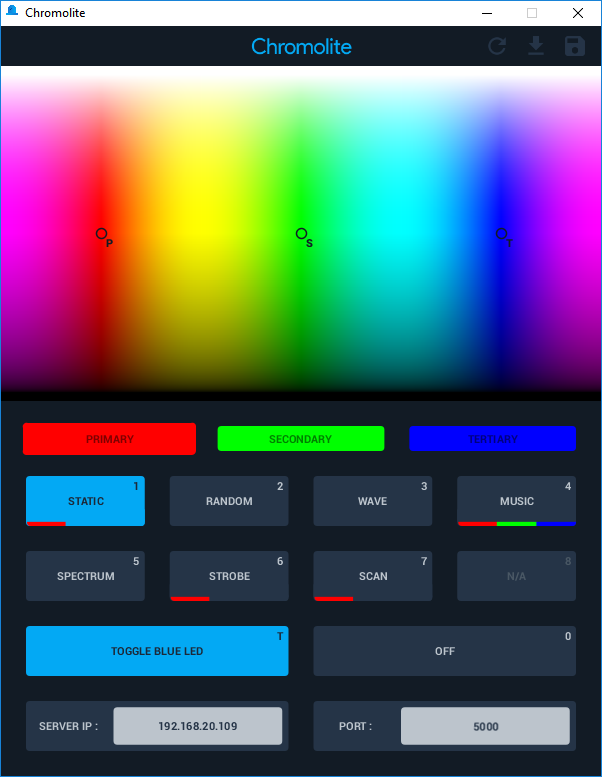 Chromolite
Chromolite
P
S
T
PRIMARY
SECONDARY
TERTIARY
1
STATIC
2
RANDOM
3
WAVE
4
MUSIC
5
SPECTRUM
6
STROBE
7
SCAN
8
N/A
T
TOGGLE BLUE LED
0
OFF
SERVER IP : 192.168.20.109
PORT : 5000